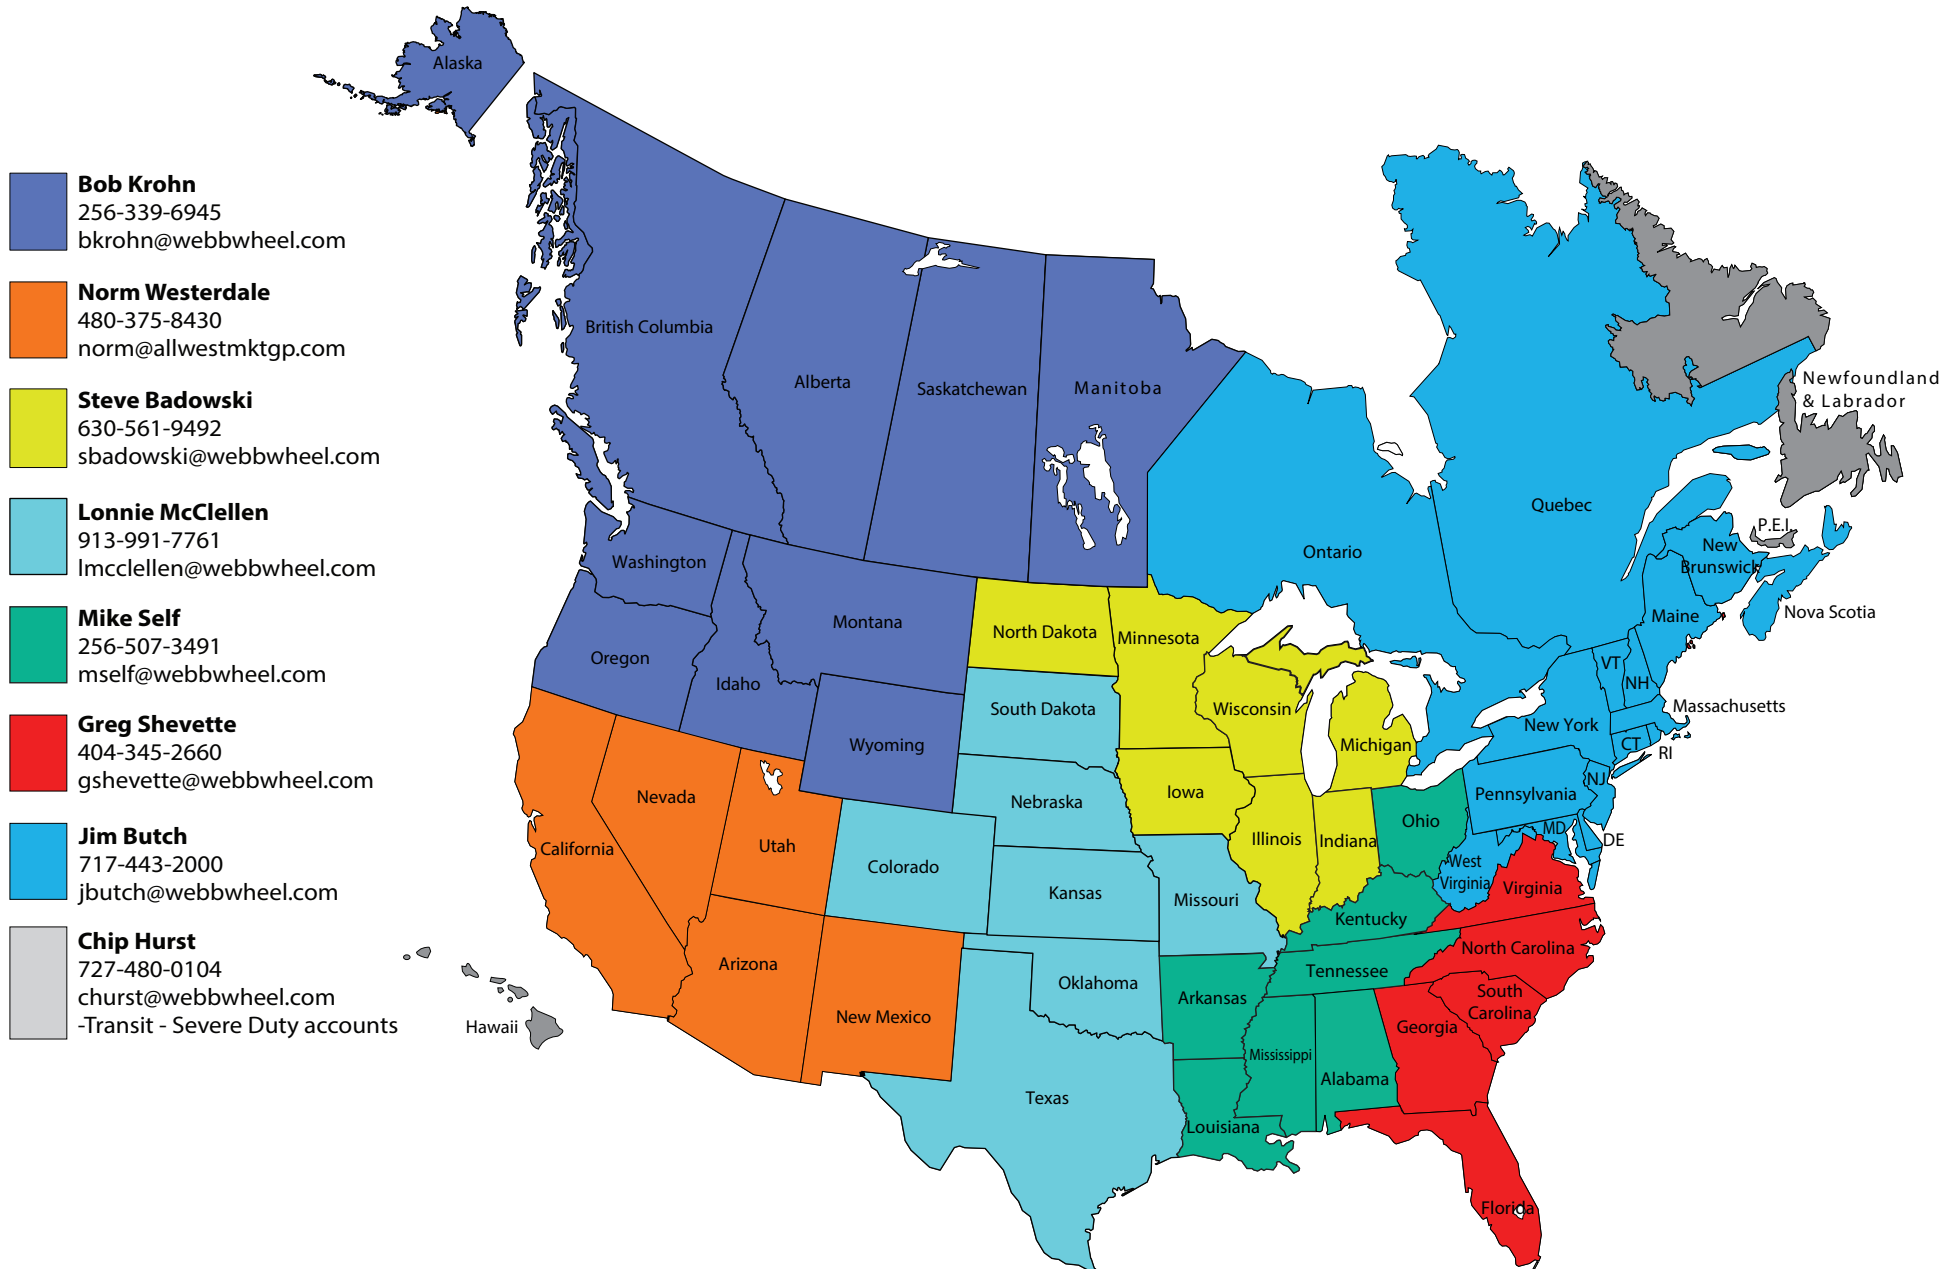 Bob Krohn
256-339-6945
bkrohn@webbwheel.com
Norm Westerdale
480-375-8430
norm@allwestmktgp.com
Steve Badowski
630-561-9492
sbadowski@webbwheel.com
Lonnie McClellen
913-991-7761
lmcclellen@webbwheel.com
Mike Self
256-507-3491
mself@webbwheel.com
Greg Shevette
404-345-2660
gshevette@webbwheel.com
Jim Butch
717-443-2000
jbutch@webbwheel.com
Chip Hurst
727-480-0104
churst@webbwheel.com
-Transit - Severe Duty accounts
Alaska
British Columbia
Alberta
Saskatchewan
Manitoba
Ontario
Quebec
Newfoundland
& Labrador
P.E.I.
New
Brunswick
Nova Scotia
Maine
Washington
Oregon
Idaho
Montana
Wyoming
North Dakota
South Dakota
Minnesota
Wisconsin
Michigan
VT
NH
Massachusetts
New York
CT
RI
NJ
Pennsylvania
MD
DE
West
Virginia
Virginia
California
Nevada
Utah
Colorado
Nebraska
Kansas
Iowa
Missouri
Illinois
Indiana
Ohio
Kentucky
North Carolina
Tennessee
South
Carolina
Georgia
Arizona
New Mexico
Oklahoma
Arkansas
Mississippi
Alabama
Texas
Louisiana
Florida
Hawaii